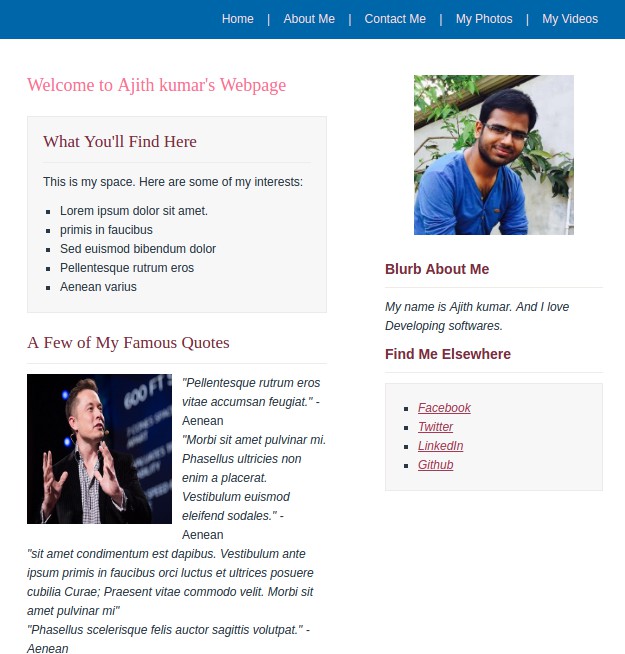 Home | About Me | Contact Me | My Photos | My Videos
Welcome to Ajith kumar's Webpage
What You'll Find Here
This is my space. Here are some of my interests:
Lorem ipsum dolor sit amet.
primis in faucibus
Sed euismod bibendum dolor
Pellentesque rutrum eros
Aenean varius
A Few of My Famous Quotes
600 FT
"Pellentesque rutrum eros
vitae accumsan feugiat." -
Aenean
"Morbi sit amet pulvinar mi.
Phasellus ultricies non
enim a placerat.
Vestibulum euismod
eleifend sodales." -
Aenean
"sit amet condimentum est dapibus. Vestibulum ante
ipsum primis in faucibus orci luctus et ultrices posuere
cubilia Curae; Praesent vitae commodo velit. Morbi sit
amet pulvinar mi"
"Phasellus scelerisque felis auctor sagittis volutpat." -
Aenean
Blurb About Me
My name is Ajith kumar. And I love
Developing softwares.
Find Me Elsewhere
Facebook
Twitter
LinkedIn
Github